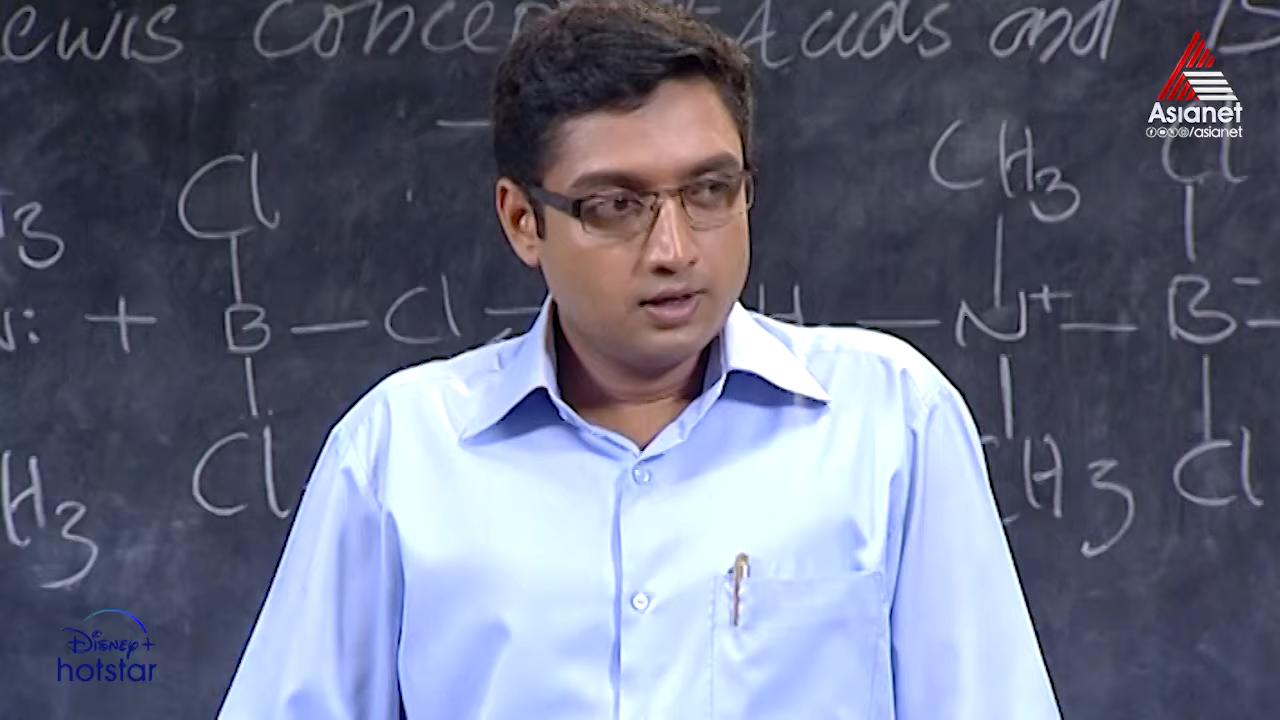 ewis Concep Acids and B
Asianet
/asianet
CH3 Cl
Cl
3
N: + B — Cl H — N+ — B- —
Cl
H3 CH3 Cl
Disney+
hotstar